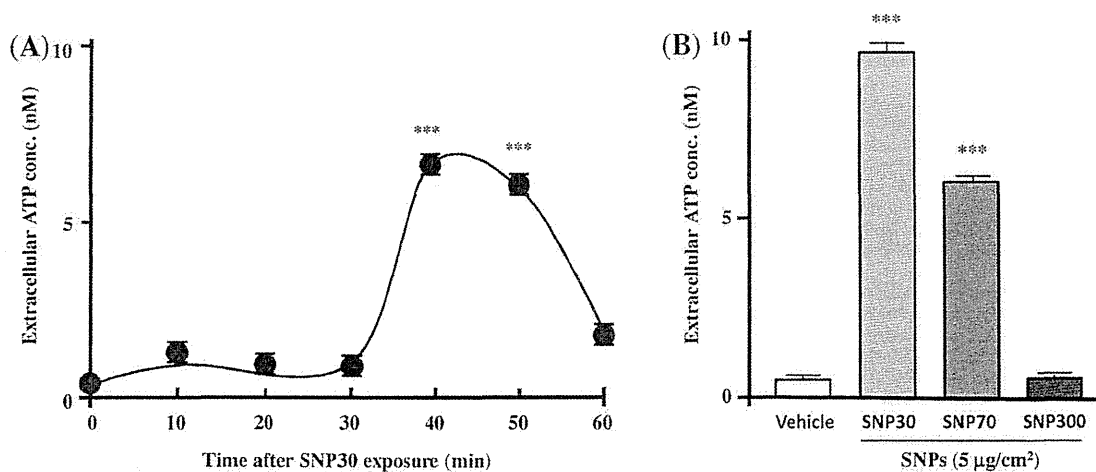 (A)
Extracellular ATP conc. (nM)
10
5
0
*** ***
0 10 20 30 40 50 60
Time after SNP30 exposure (min)
(B)
Extracellular ATP conc. (nM)
10
5
0
***
***
Vehicle SNP30 SNP70 SNP300
SNPs (5 µg/cm²)